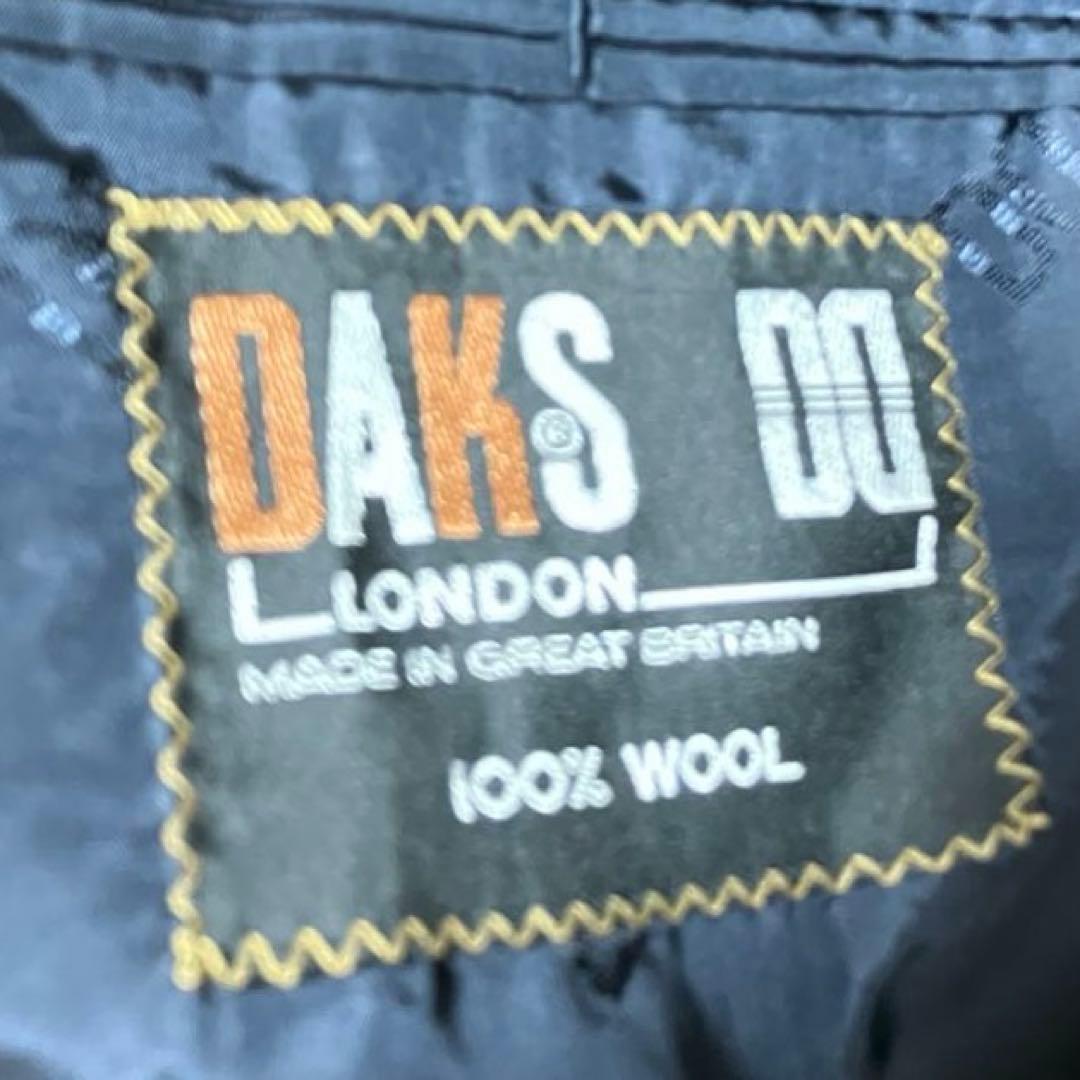 DAKS® DD
LONDON
MADE IN GREAT BRITAIN
100% WOOL